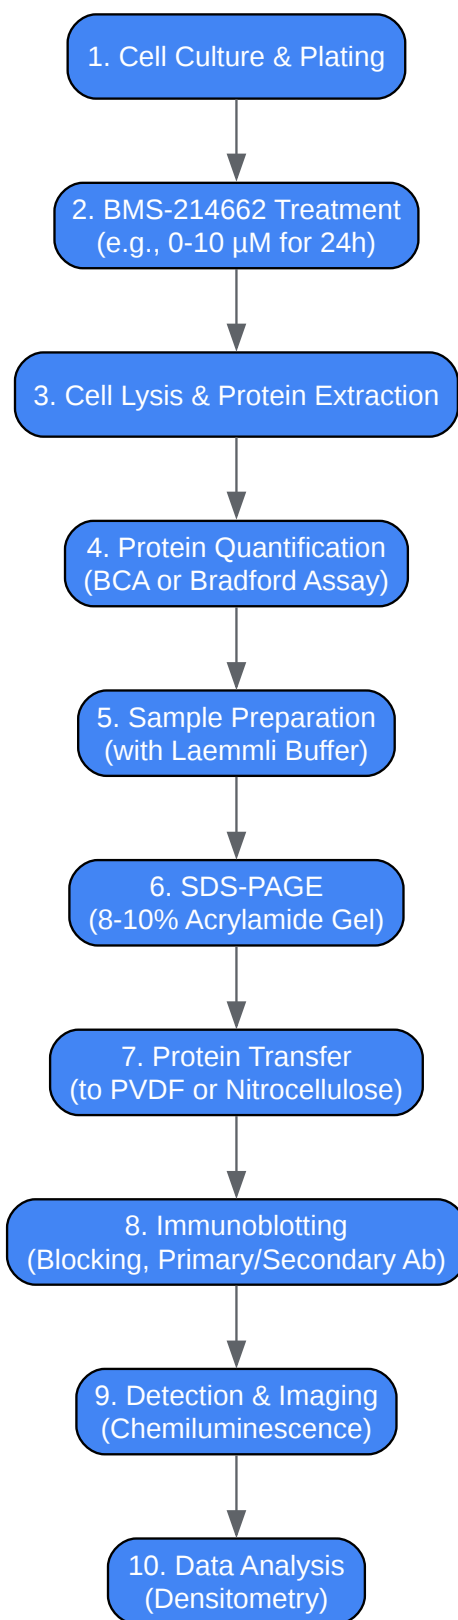 1. Cell Culture & Plating
2. BMS-214662 Treatment
(e.g., 0-10 µM for 24h)
3. Cell Lysis & Protein Extraction
4. Protein Quantification
(BCA or Bradford Assay)
5. Sample Preparation
(with Laemmli Buffer)
6. SDS-PAGE
(8-10% Acrylamide Gel)
7. Protein Transfer
(to PVDF or Nitrocellulose)
8. Immunoblotting
(Blocking, Primary/Secondary Ab)
9. Detection & Imaging
(Chemiluminescence)
10. Data Analysis
(Densitometry)